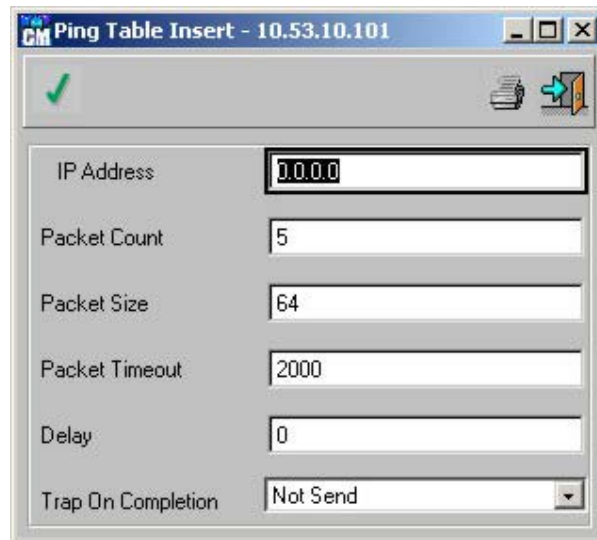 CM Ping Table Insert - 10.53.10.101
IP Address 0.0.0.0
Packet Count 5
Packet Size 64
Packet Timeout 2000
Delay 0
Trap On Completion Not Send